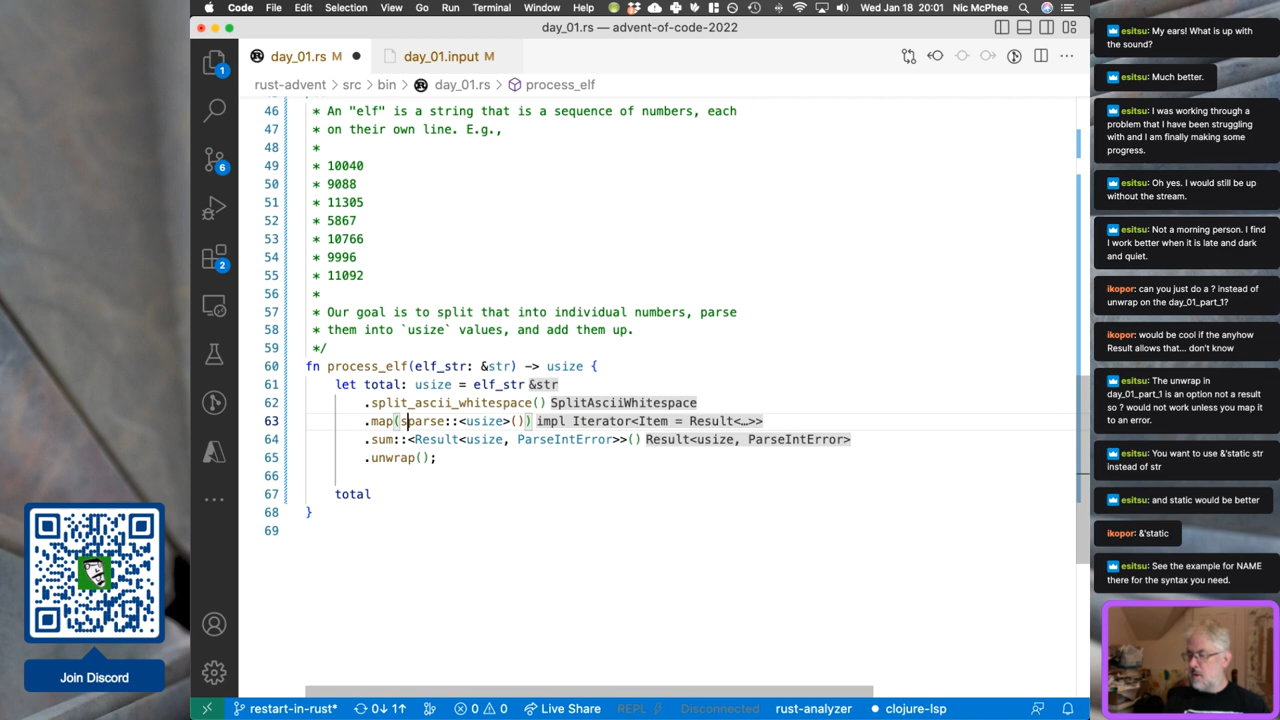 Code File Edit Selection View Go Run Terminal Window Help Wed Jan 18 20:01 Nic McPhee
day_01.rs — advent-of-code-2022
day_01.rs M
day_01.input M
rust-advent › src › bin › day_01.rs › process_elf
46 * An "elf" is a string that is a sequence of numbers, each
47 * on their own line. E.g.,
48 *
49 * 10040
50 * 9088
51 * 11305
52 * 5867
53 * 10766
54 * 9996
55 * 11092
56 *
57 * Our goal is to split that into individual numbers, parse
58 * them into `usize` values, and add them up.
59 */
60 fn process_elf(elf_str: &str) -> usize {
61 let total: usize = elf_str &str
62 .split_ascii_whitespace() SplitAsciiWhitespace
63 .map(sparse::<usize>()) impl Iterator<Item = Result<…>>
64 .sum::<Result<usize, ParseIntError>>() Result<usize, ParseIntError>
65 .unwrap();
66
67 total
68 }
69
1
6
2
restart-in-rust* 0↓ 1↑ 0 0 Live Share REPL Disconnected rust-analyzer clojure-lsp
Join Discord
esitsu: My ears! What is up with
the sound?
esitsu: Much better.
esitsu: I was working through a
problem that I have been struggling
with and I am finally making some
progress.
esitsu: Oh yes. I would still be up
without the stream.
esitsu: Not a morning person. I find
I work better when it is late and dark
and quiet.
ikopor: can you just do a ? instead of
unwrap on the day_01_part_1?
ikopor: would be cool if the anyhow
Result allows that... don't know
esitsu: The unwrap in
day_01_part_1 is an option not a result
so ? would not work unless you map it
to an error.
esitsu: You want to use &'static str
instead of str
esitsu: and static would be better
ikopor: &'static
esitsu: See the example for NAME
there for the syntax you need.